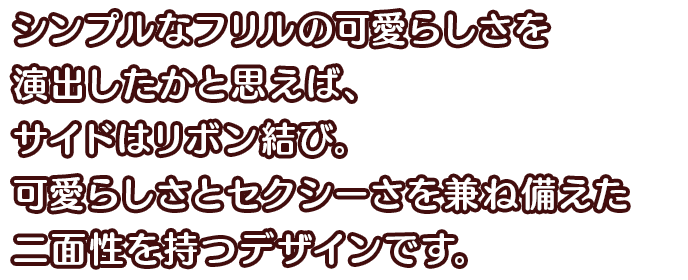 シンプルなフリルの可愛らしさを
演出したかと思えば、
サイドはリボン結び。
可愛らしさとセクシーさを兼ね備えた
二面性を持つデザインです。